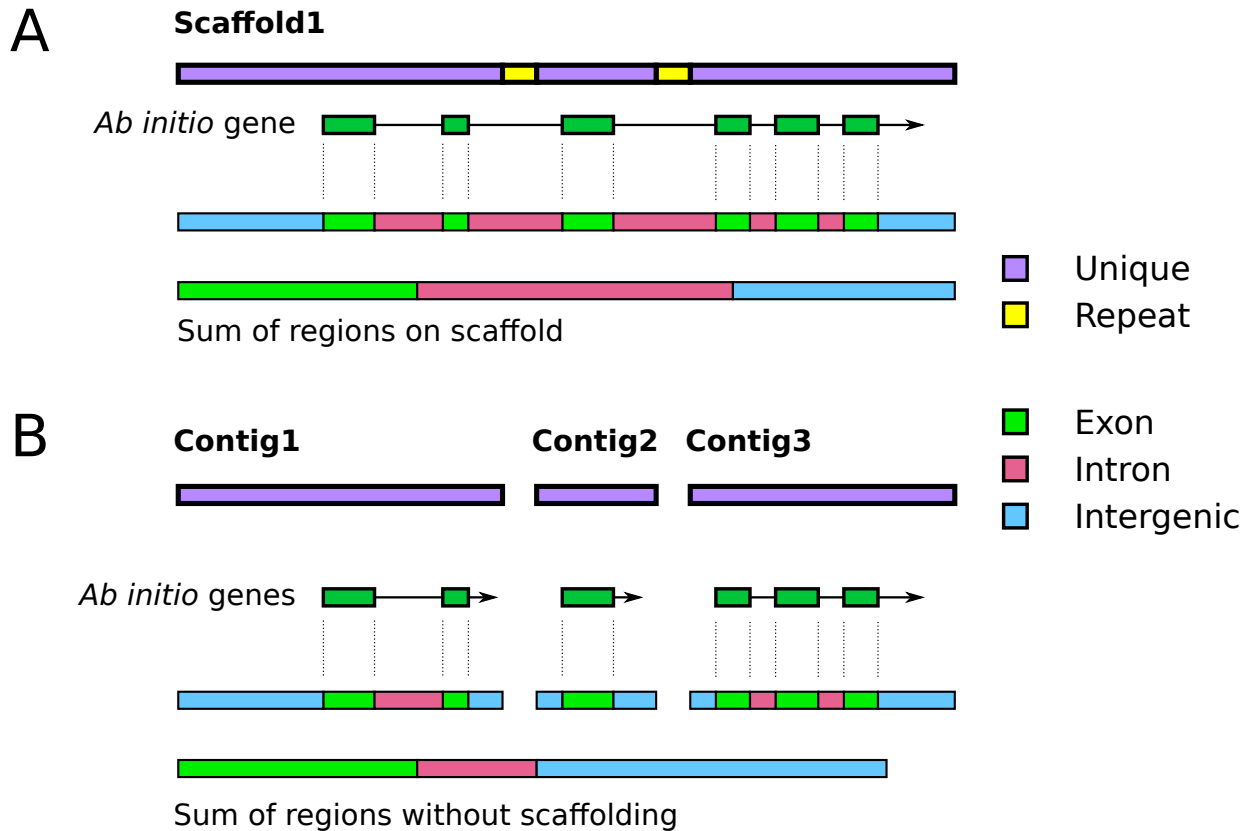 A
Scaffold1
Ab initio gene
Sum of regions on scaffold
Unique
Repeat
Exon
Intron
Intergenic
B
Contig1 Contig2 Contig3
Ab initio genes
Sum of regions without scaffolding